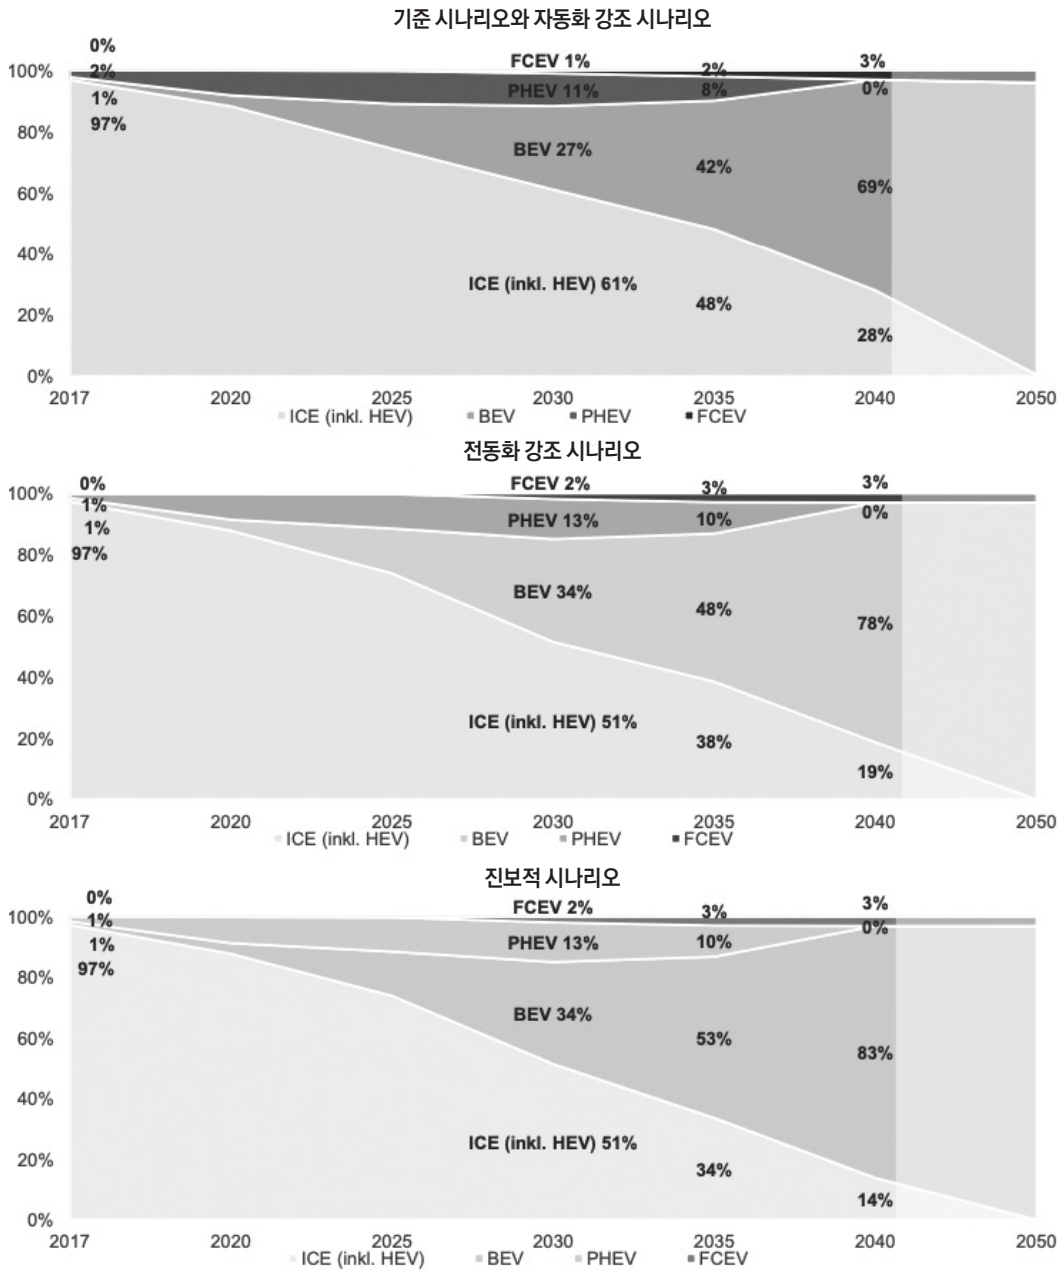 기준 시나리오와 자동화 강조 시나리오
0%
FCEV 1% 2% 3%
100% 2%
PHEV 11% 8% 0%
1%
97%
80%
BEV 27% 42% 69%
60%
40%
ICE (inkl. HEV) 61% 48% 28%
20%
0%
2017 2020 2025 2030 2035 2040 2050
ICE (inkl. HEV) BEV PHEV FCEV
전동화 강조 시나리오
0% FCEV 2% 3% 3%
100%
1% PHEV 13% 10% 0%
1%
97%
80%
BEV 34% 48% 78%
60%
40%
ICE (inkl. HEV) 51% 38% 19%
20%
0%
2017 2020 2025 2030 2035 2040 2050
ICE (inkl. HEV) BEV PHEV FCEV
진보적 시나리오
0% FCEV 2% 3% 3%
100% 1%
PHEV 13% 10% 0%
1%
97%
80%
BEV 34% 53% 83%
60%
40%
ICE (inkl. HEV) 51% 34% 14%
20%
0%
2017 2020 2025 2030 2035 2040 2050
ICE (inkl. HEV) BEV PHEV FCEV